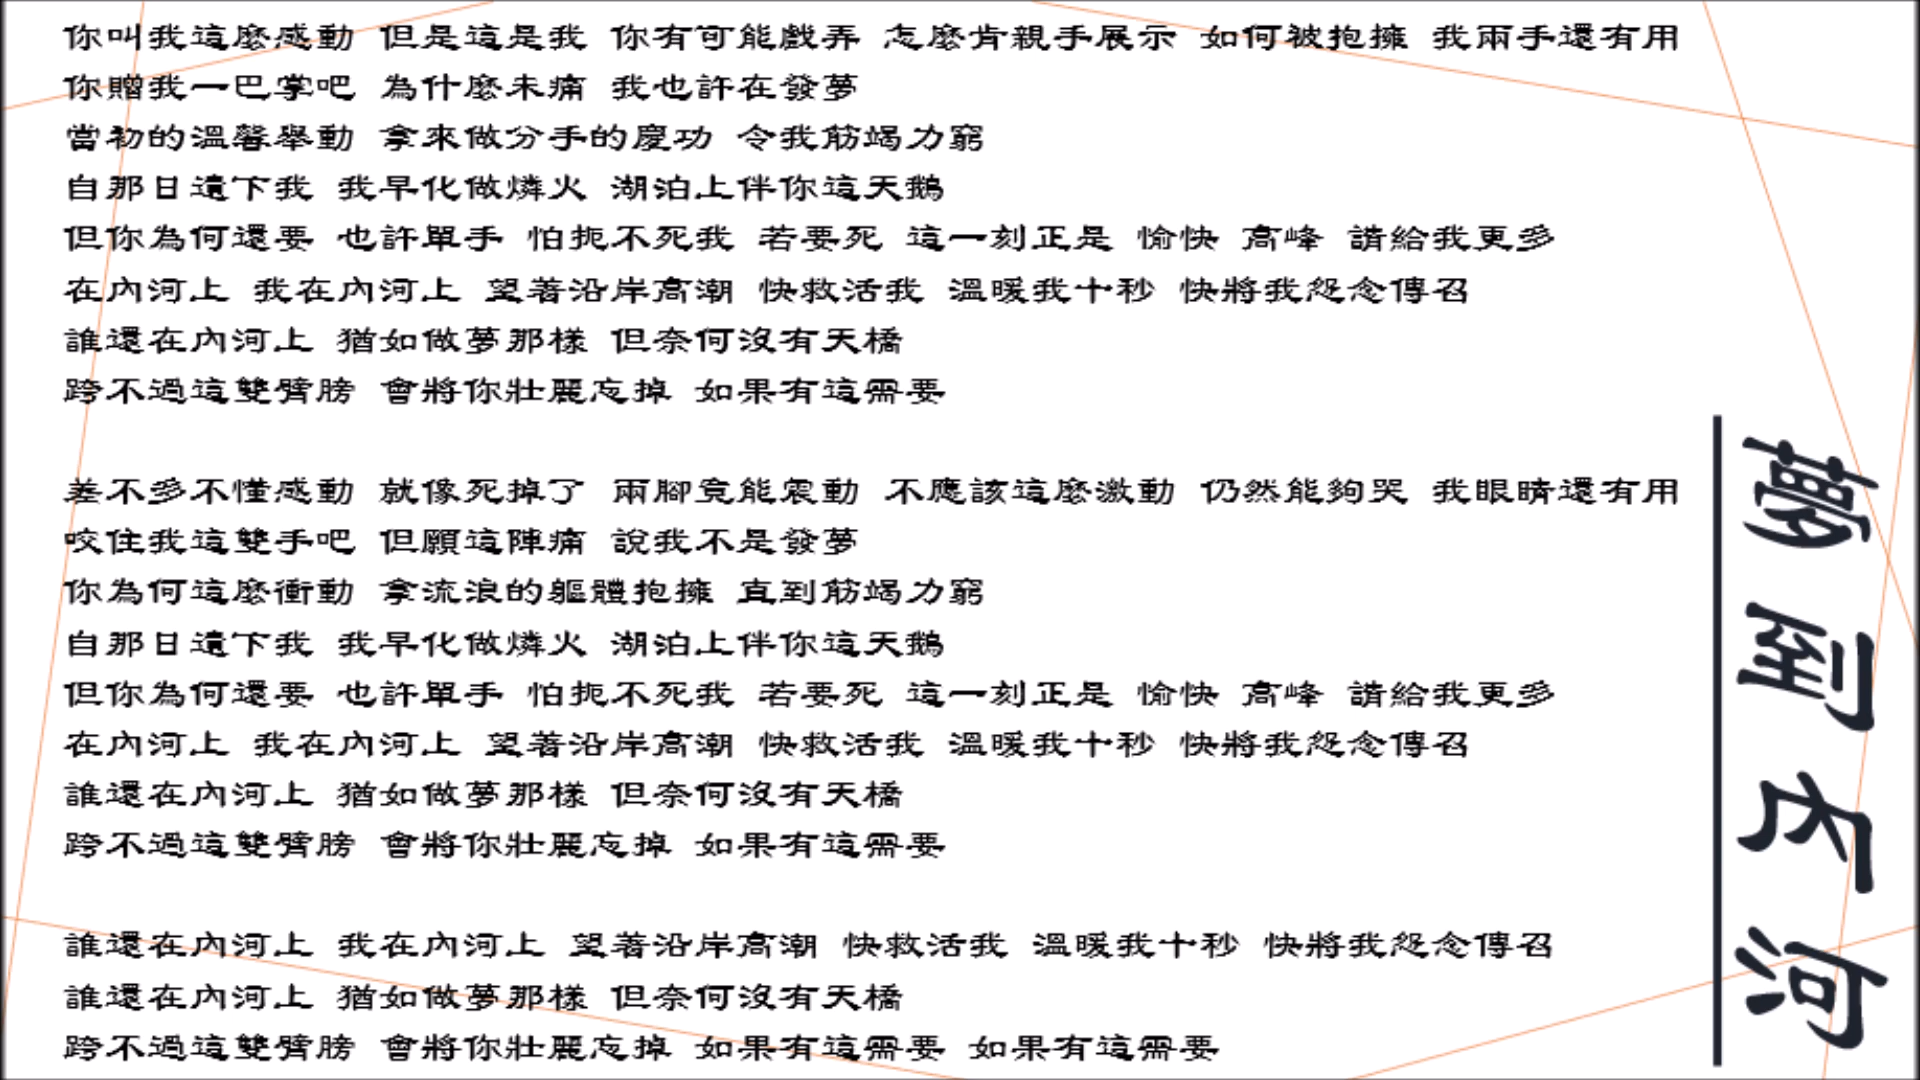 你叫我這麼感動 但是這是我 你有可能戲弄 怎麼肯親手展示 如何被抱擁 我兩手還有用
你贈我一巴掌吧 為什麼未痛 我也許在發夢
當初的溫馨舉動 拿來做分手的慶功 令我筋竭力窮
自那日遺下我 我早化做燐火 湖泊上伴你這天鵝
但你為何還要 也許單手 怕扼不死我 若要死 這一刻正是 愉快 高峰 請給我更多
在內河上 我在內河上 望著沿岸高潮 快救活我 溫暖我十秒 快將我怨念傳召
誰還在內河上 猶如做夢那樣 但奈何沒有天橋
跨不過這雙臂膀 會將你壯麗忘掉 如果有這需要
差不多不懂感動 就像死掉了 兩腳竟能震動 不應該這麼激動 仍然能夠哭 我眼睛還有用
咬住我這雙手吧 但願這陣痛 說我不是發夢
你為何這麼衝動 拿流浪的軀體抱擁 直到筋竭力窮
自那日遺下我 我早化做燐火 湖泊上伴你這天鵝
但你為何還要 也許單手 怕扼不死我 若要死 這一刻正是 愉快 高峰 請給我更多
在內河上 我在內河上 望著沿岸高潮 快救活我 溫暖我十秒 快將我怨念傳召
誰還在內河上 猶如做夢那樣 但奈何沒有天橋
跨不過這雙臂膀 會將你壯麗忘掉 如果有這需要
誰還在內河上 我在內河上 望著沿岸高潮 快救活我 溫暖我十秒 快將我怨念傳召
誰還在內河上 猶如做夢那樣 但奈何沒有天橋
跨不過這雙臂膀 會將你壯麗忘掉 如果有這需要 如果有這需要
夢到內河